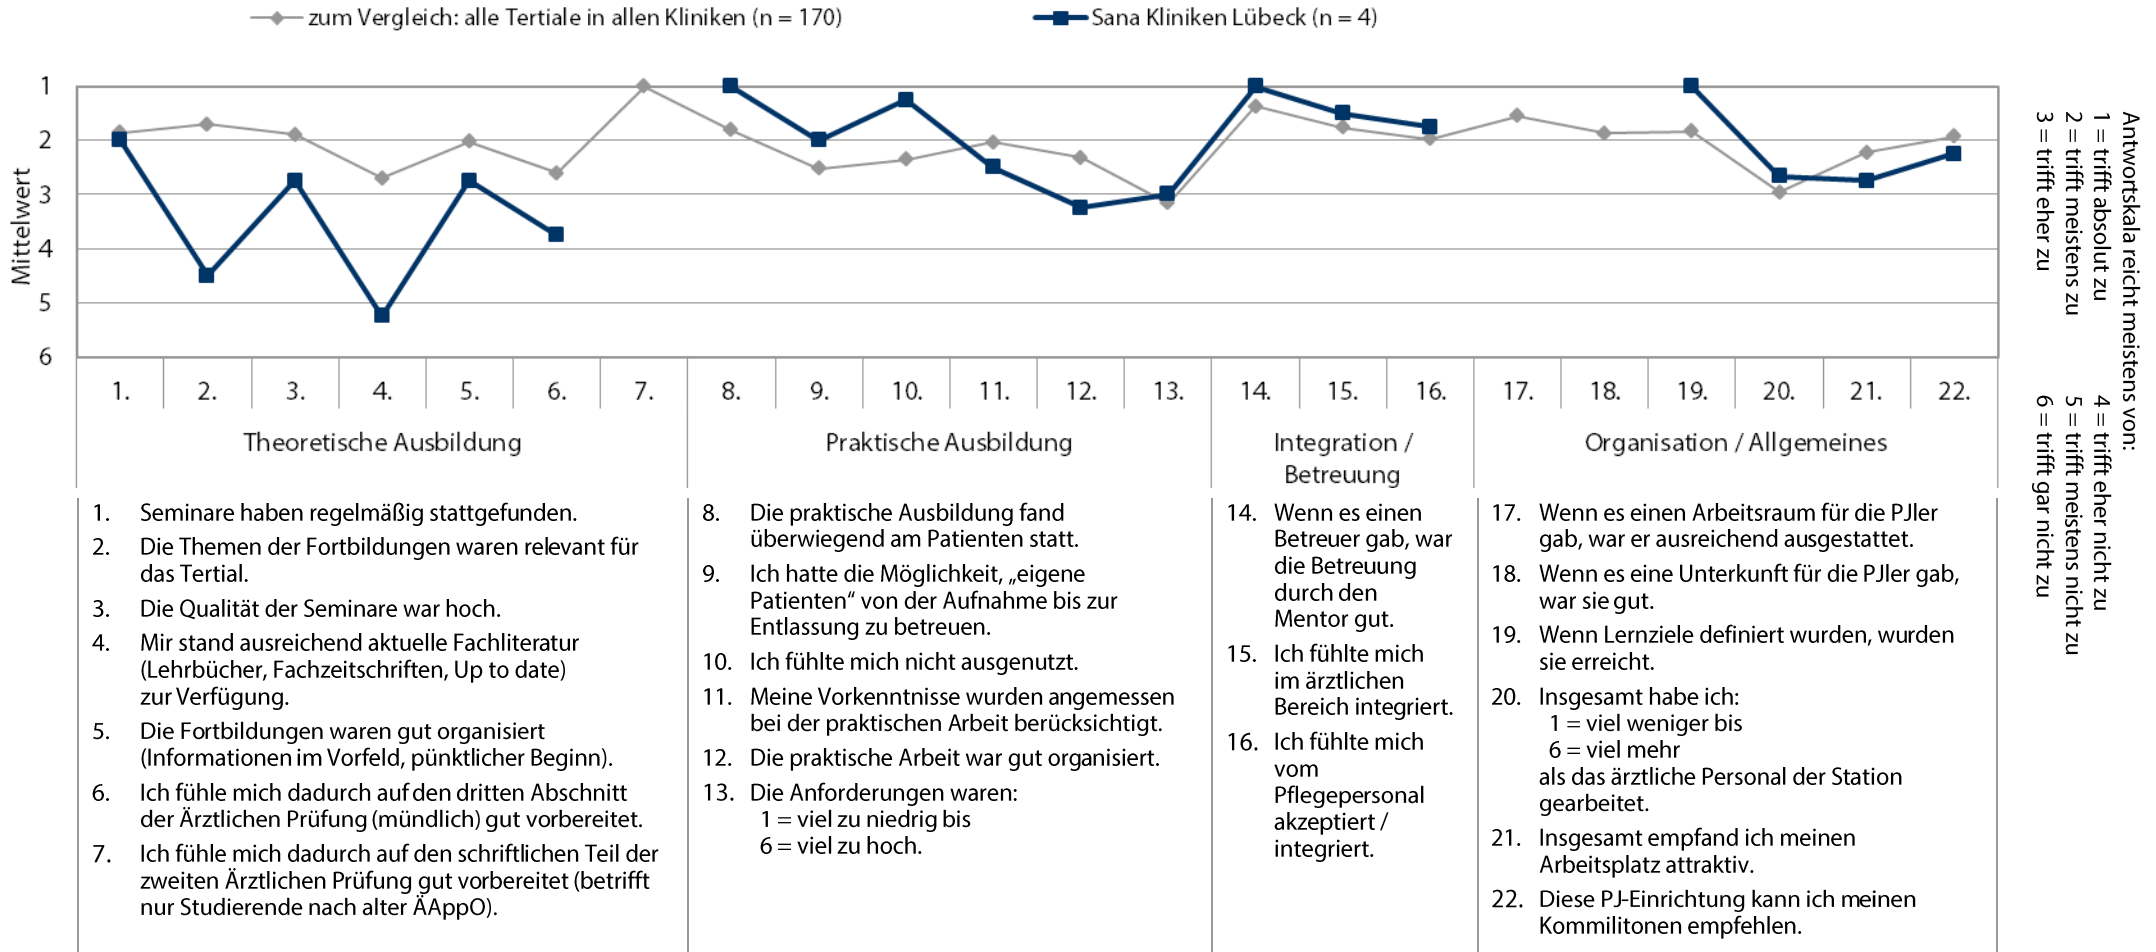 zum Vergleich: alle Tertiale in allen Kliniken (n = 170)
Sana Kliniken Lübeck (n = 4)
Mittelwert
1
2
3
4
5
6
1. 2. 3. 4. 5. 6. 7. 8. 9. 10. 11. 12. 13. 14. 15. 16. 17. 18. 19. 20. 21. 22.
Theoretische Ausbildung
Praktische Ausbildung
Integration /
Betreuung
Organisation / Allgemeines
1. Seminare haben regelmäßig stattgefunden.
2. Die Themen der Fortbildungen waren relevant für
das Tertial.
3. Die Qualität der Seminare war hoch.
4. Mir stand ausreichend aktuelle Fachliteratur
(Lehrbücher, Fachzeitschriften, Up to date)
zur Verfügung.
5. Die Fortbildungen waren gut organisiert
(Informationen im Vorfeld, pünktlicher Beginn).
6. Ich fühle mich dadurch auf den dritten Abschnitt
der Ärztlichen Prüfung (mündlich) gut vorbereitet.
7. Ich fühle mich dadurch auf den schriftlichen Teil der
zweiten Ärztlichen Prüfung gut vorbereitet (betrifft
nur Studierende nach alter ÄAppO).
8. Die praktische Ausbildung fand
überwiegend am Patienten statt.
9. Ich hatte die Möglichkeit, „eigene
Patienten“ von der Aufnahme bis zur
Entlassung zu betreuen.
10. Ich fühlte mich nicht ausgenutzt.
11. Meine Vorkenntnisse wurden angemessen
bei der praktischen Arbeit berücksichtigt.
12. Die praktische Arbeit war gut organisiert.
13. Die Anforderungen waren:
1 = viel zu niedrig bis
6 = viel zu hoch.
14. Wenn es einen
Betreuer gab, war
die Betreuung
durch den
Mentor gut.
15. Ich fühlte mich
im ärztlichen
Bereich integriert.
16. Ich fühlte mich
vom
Pflegepersonal
akzeptiert /
integriert.
17. Wenn es einen Arbeitsraum für die PJler
gab, war er ausreichend ausgestattet.
18. Wenn es eine Unterkunft für die PJler gab,
war sie gut.
19. Wenn Lernziele definiert wurden, wurden
sie erreicht.
20. Insgesamt habe ich:
1 = viel weniger bis
6 = viel mehr
als das ärztliche Personal der Station
gearbeitet.
21. Insgesamt empfand ich meinen
Arbeitsplatz attraktiv.
22. Diese PJ-Einrichtung kann ich meinen
Kommilitonen empfehlen.
Antwortskala reicht meistens von:
1 = trifft absolut zu
2 = trifft meistens zu
3 = trifft eher zu
4 = trifft eher nicht zu
5 = trifft meistens nicht zu
6 = trifft gar nicht zu